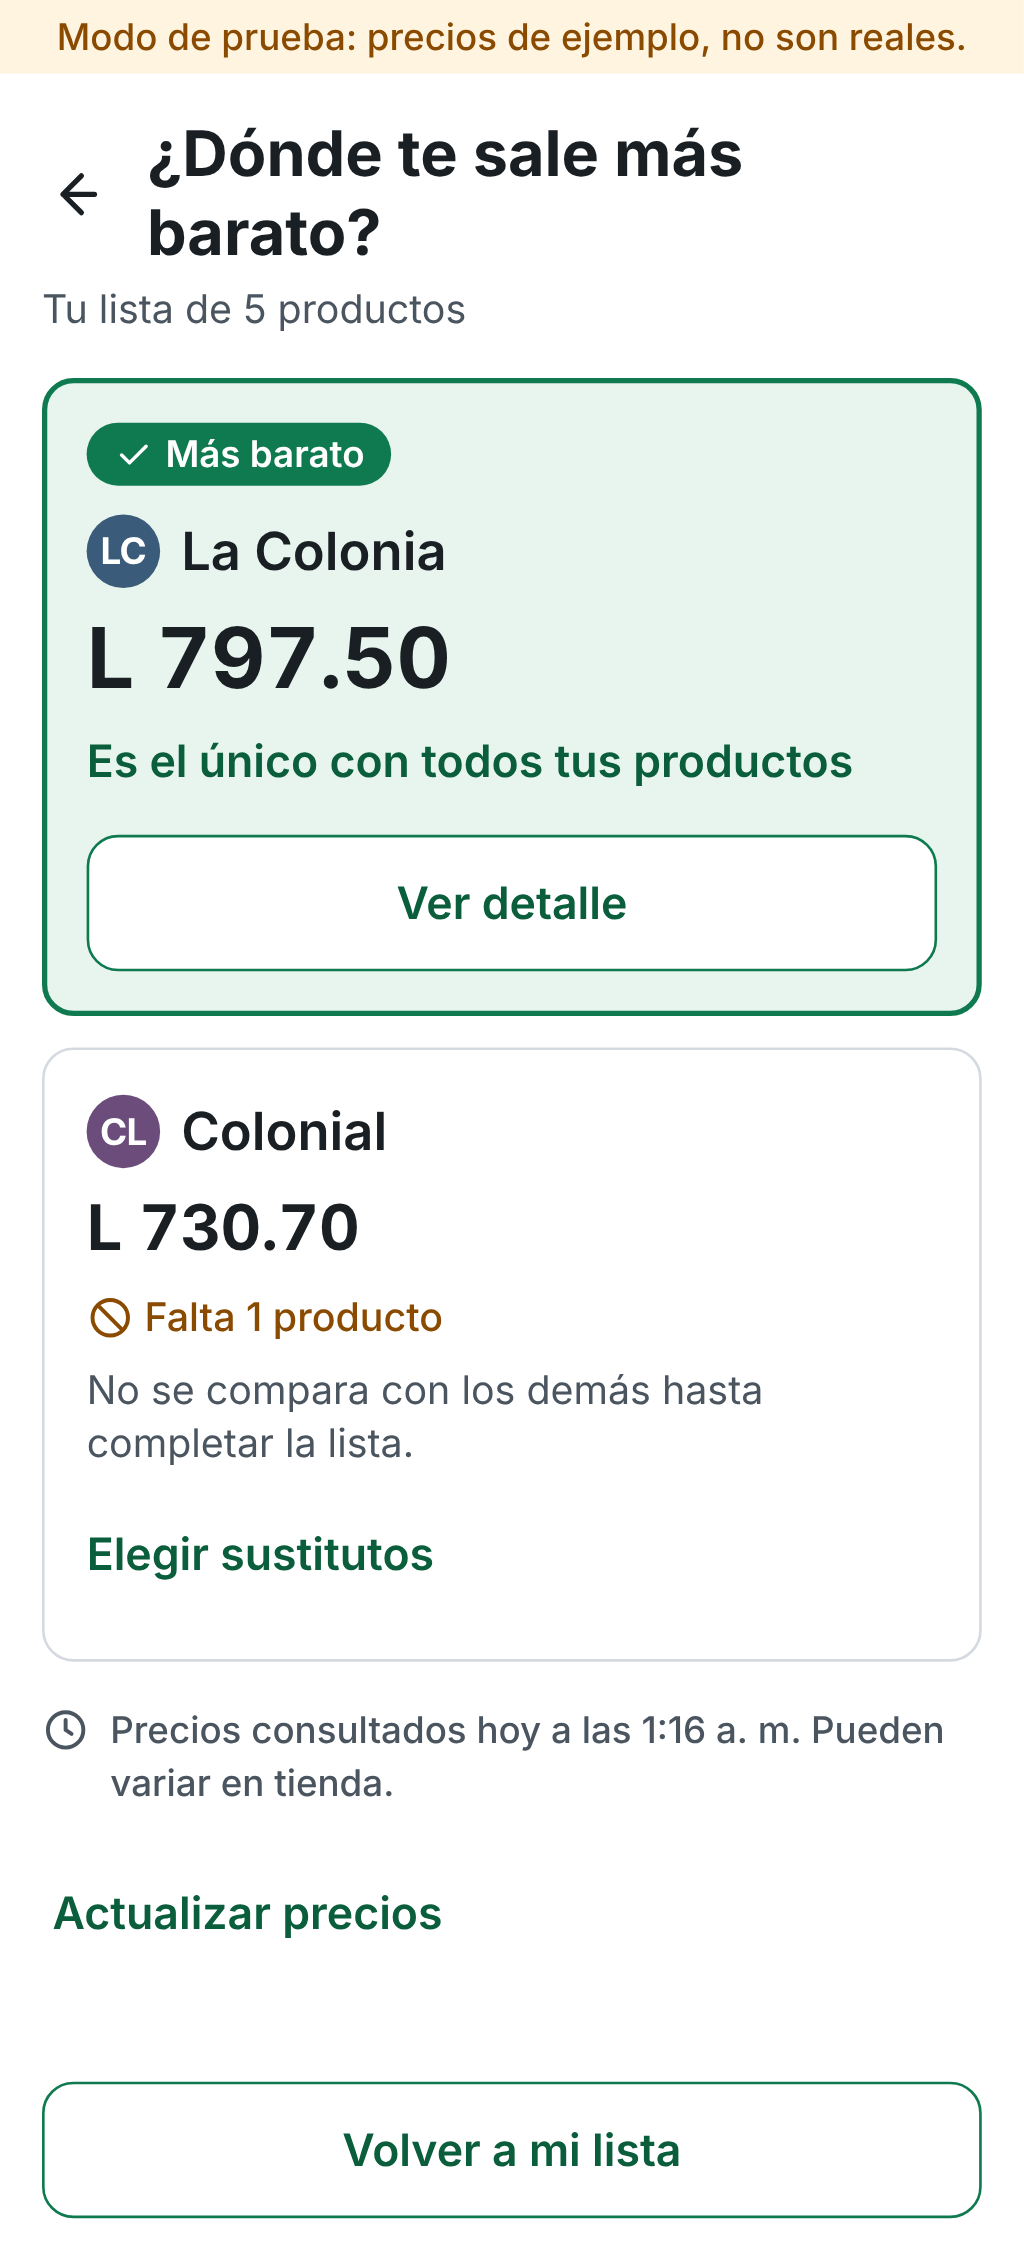 Modo de prueba: precios de ejemplo, no son reales.
¿Dónde te sale más
barato?
Tu lista de 5 productos
Más barato
LC La Colonia
L 797.50
Es el único con todos tus productos
Ver detalle
CL Colonial
L 730.70
Falta 1 producto
No se compara con los demás hasta
completar la lista.
Elegir sustitutos
Precios consultados hoy a las 1:16 a. m. Pueden
variar en tienda.
Actualizar precios
Volver a mi lista